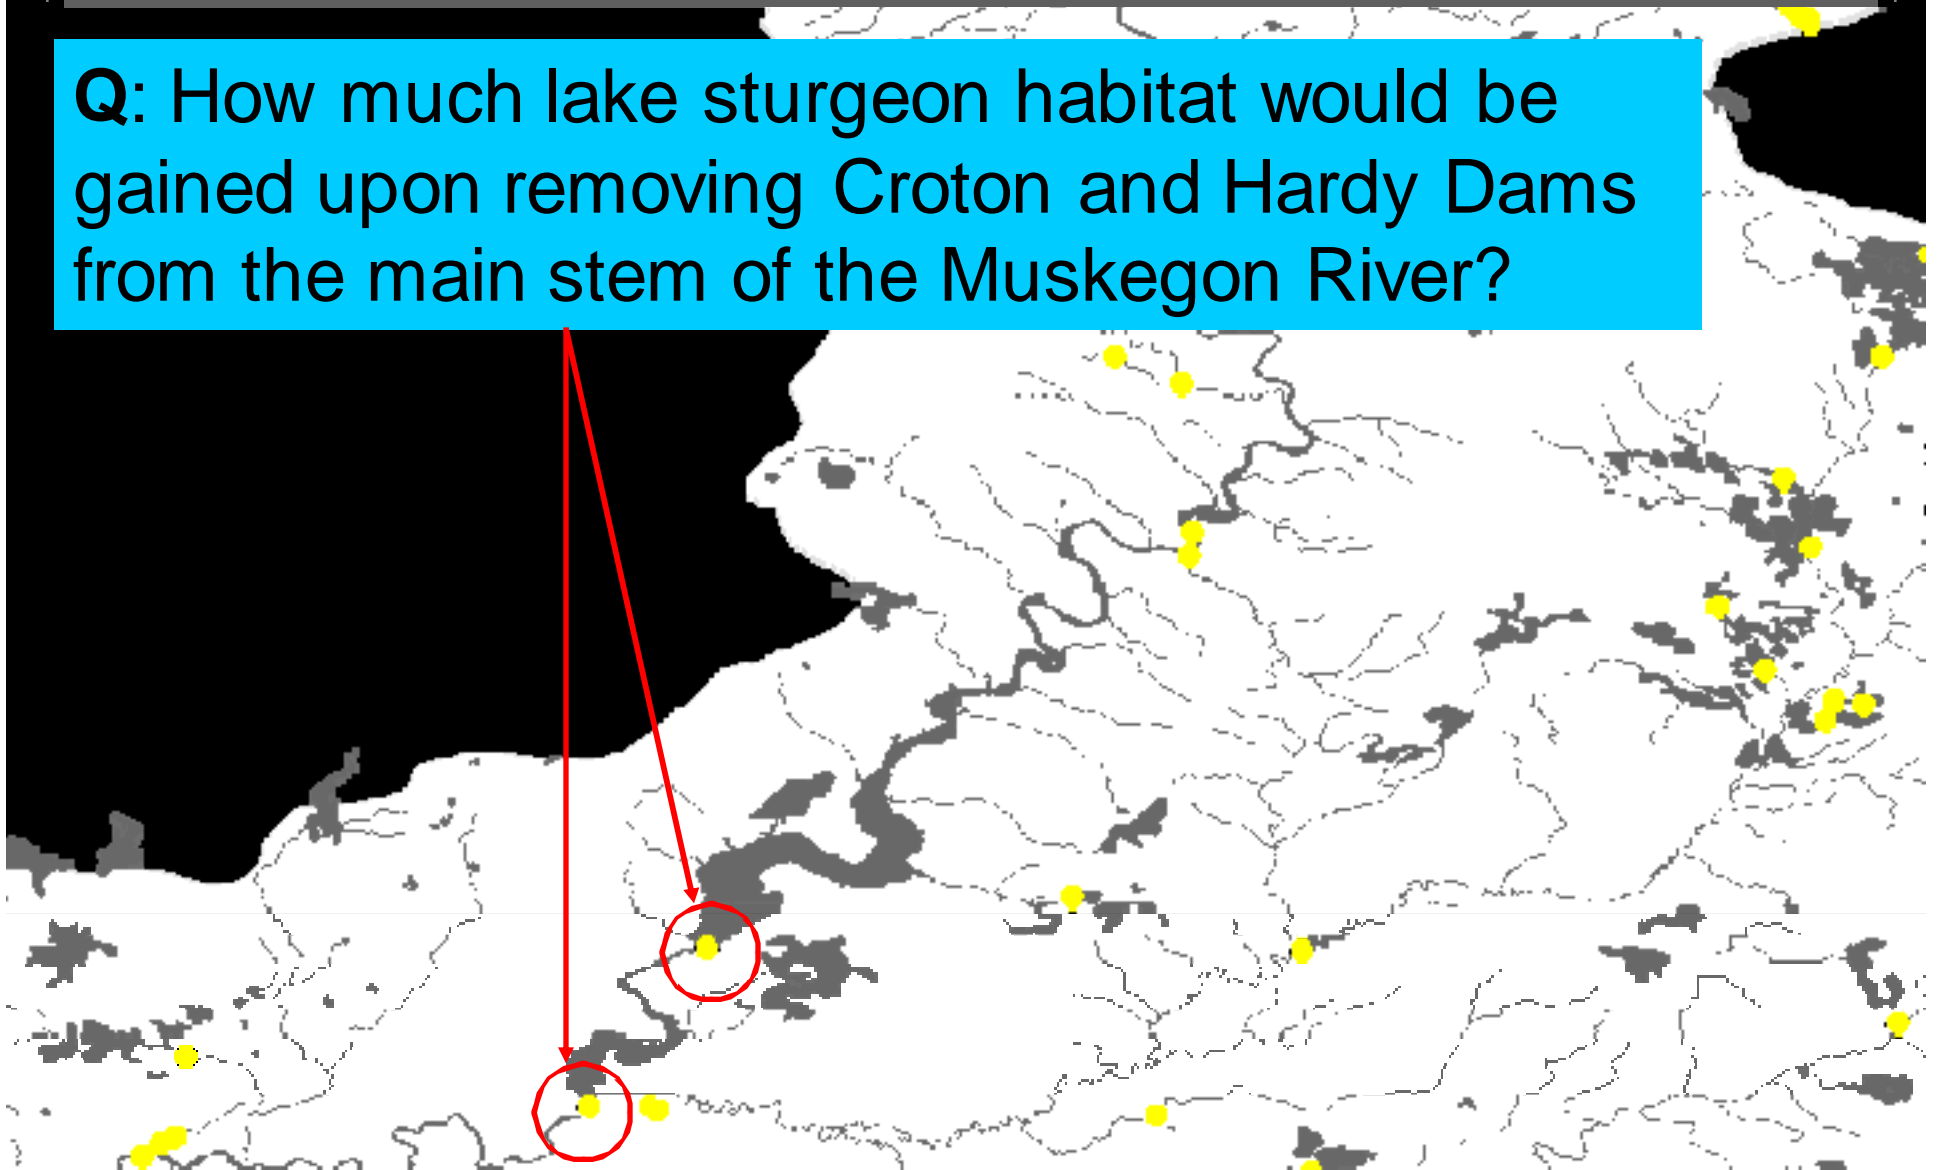 Q: How much lake sturgeon habitat would be
gained upon removing Croton and Hardy Dams
from the main stem of the Muskegon River?